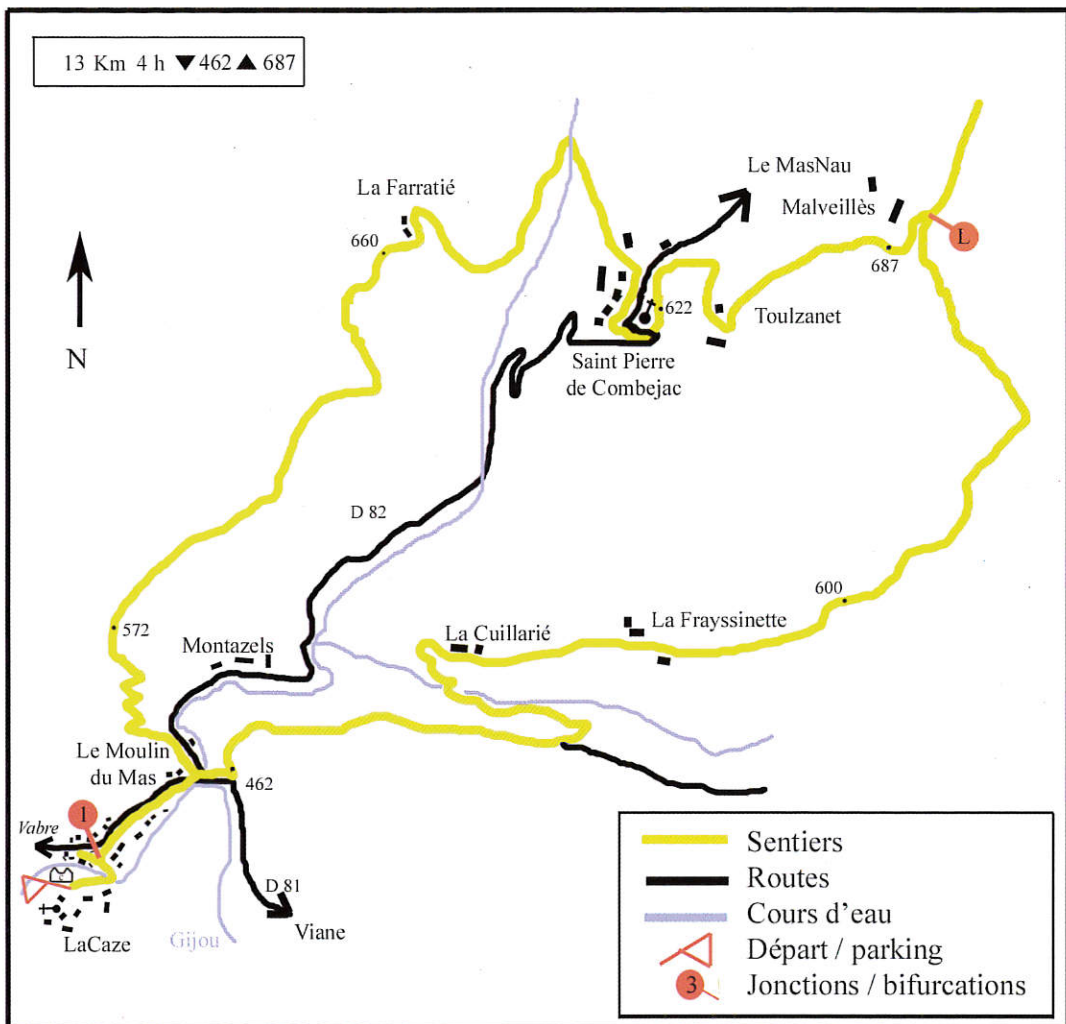 13 Km 4 h ▼ 462 ▲ 687
Le MasNau
La Farratié
Malveillès
660
L
687
N
622
Toulzanet
Saint Pierre
de Combejac
D 82
600
572
La Cuillarié
La Frayssinette
Montazels
Le Moulin
du Mas
462
1
Vabre
D 81
LaCaze
Gijou
Viane
Sentiers
Routes
Cours d'eau
Départ / parking
3
Jonctions / bifurcations